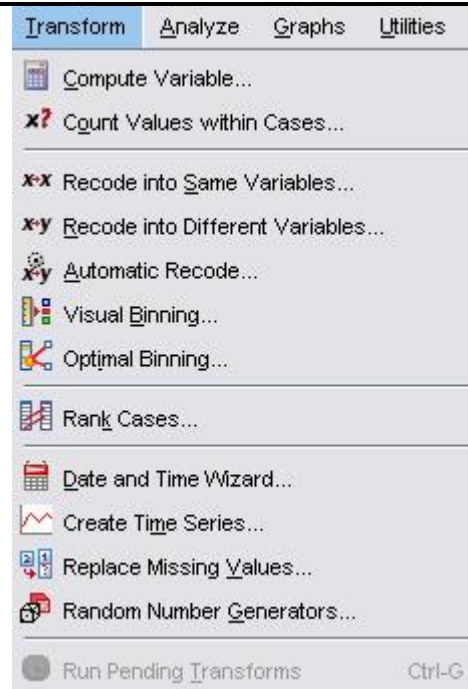 Transform Analyze Graphs Utilities
Compute Variable...
x? Count Values within Cases...
x→x Recode into Same Variables...
x→y Recode into Different Variables...
x→y Automatic Recode...
Visual Binning...
Optimal Binning...
Rank Cases...
Date and Time Wizard...
Create Time Series...
Replace Missing Values...
Random Number Generators...
Run Pending Transforms Ctrl-G